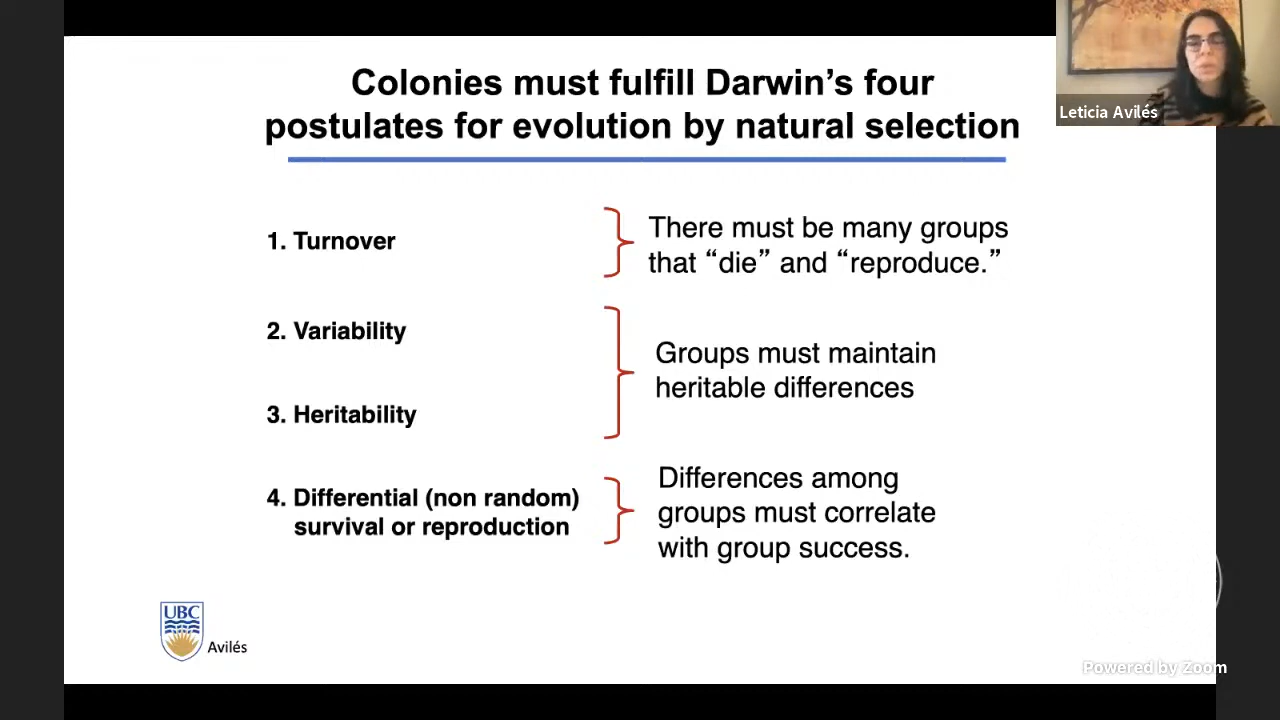 Colonies must fulfill Darwin’s four
postulates for evolution by natural selection
Leticia Avilés
1. Turnover
There must be many groups
that “die” and “reproduce.”
2. Variability
3. Heritability
Groups must maintain
heritable differences
4. Differential (non random)
survival or reproduction
Differences among
groups must correlate
with group success.
UBC
Avilés
Powered by Zoom